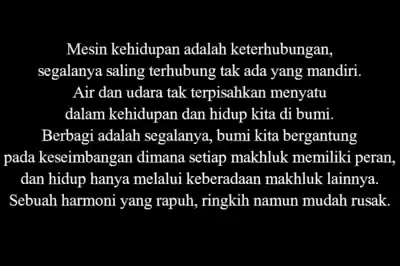 Mesin kehidupan adalah keterhubungan,
segalanya saling terhubung tak ada yang mandiri.
Air dan udara tak terpisahkan menyatu
dalam kehidupan dan hidup kita di bumi.
Berbagi adalah segalanya, bumi kita bergantung
pada keseimbangan dimana setiap makhluk memiliki peran,
dan hidup hanya melalui keberadaan makhluk lainnya.
Sebuah harmoni yang rapuh, ringkih namun mudah rusak.